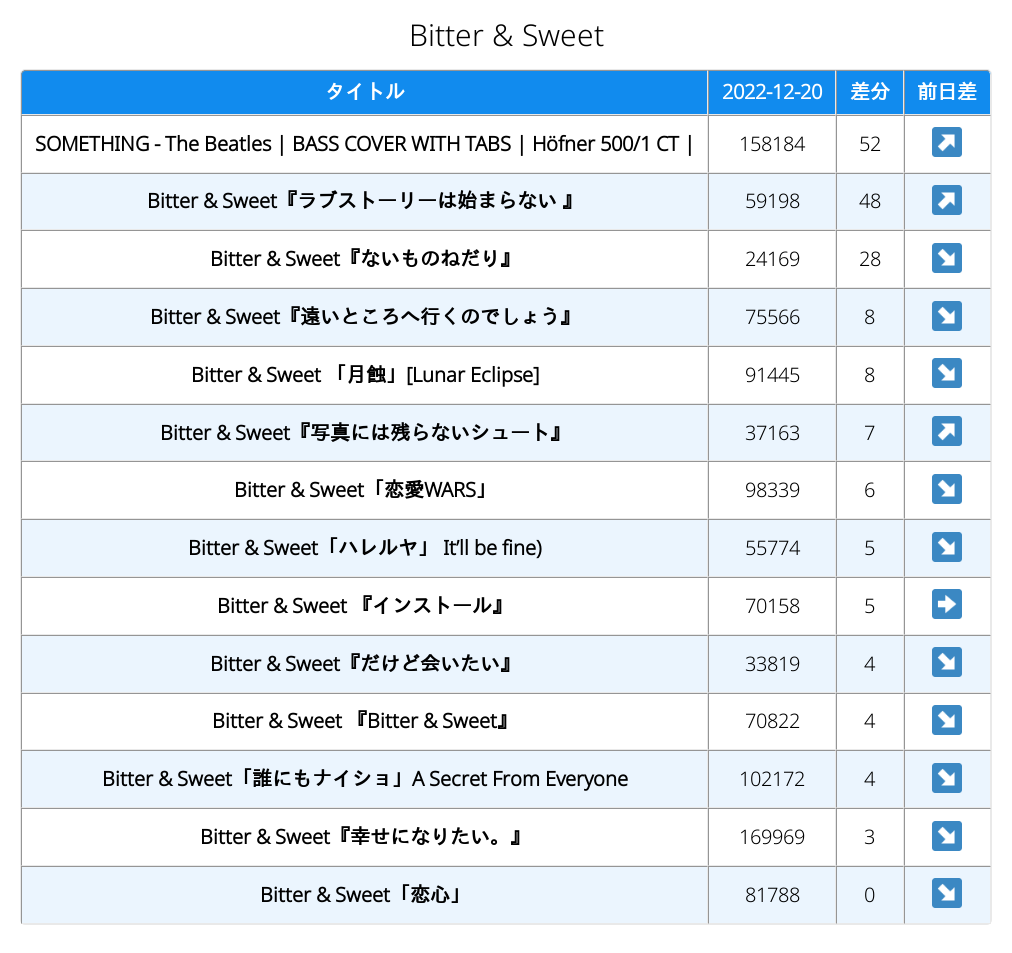 Bitter & Sweet
タイトル 2022-12-20 差分 前日差
SOMETHING - The Beatles | BASS COVER WITH TABS | Höfner 500/1 CT | 158184 52 ↗
Bitter & Sweet『ラブストーリーは始まらない 』 59198 48 ↗
Bitter & Sweet『ないものねだり』 24169 28 ↘
Bitter & Sweet『遠いところへ行くのでしょう』 75566 8 ↘
Bitter & Sweet 「月蝕」[Lunar Eclipse] 91445 8 ↘
Bitter & Sweet『写真には残らないシュート』 37163 7 ↗
Bitter & Sweet「恋愛WARS」 98339 6 ↘
Bitter & Sweet「ハレルヤ」 It’ll be fine) 55774 5 ↘
Bitter & Sweet 『インストール』 70158 5 ➡
Bitter & Sweet『だけど会いたい』 33819 4 ↘
Bitter & Sweet 『Bitter & Sweet』 70822 4 ↘
Bitter & Sweet「誰にもナイショ」A Secret From Everyone 102172 4 ↘
Bitter & Sweet『幸せになりたい。』 169969 3 ↘
Bitter & Sweet「恋心」 81788 0 ↘